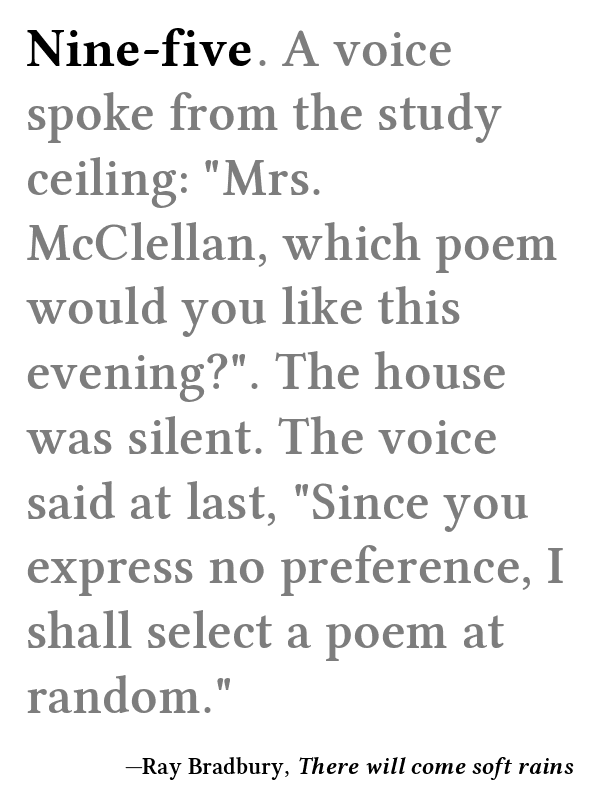 Nine-five. A voice
spoke from the study
ceiling: "Mrs.
McClellan, which poem
would you like this
evening?". The house
was silent. The voice
said at last, "Since you
express no preference, I
shall select a poem at
random."
—Ray Bradbury, There will come soft rains